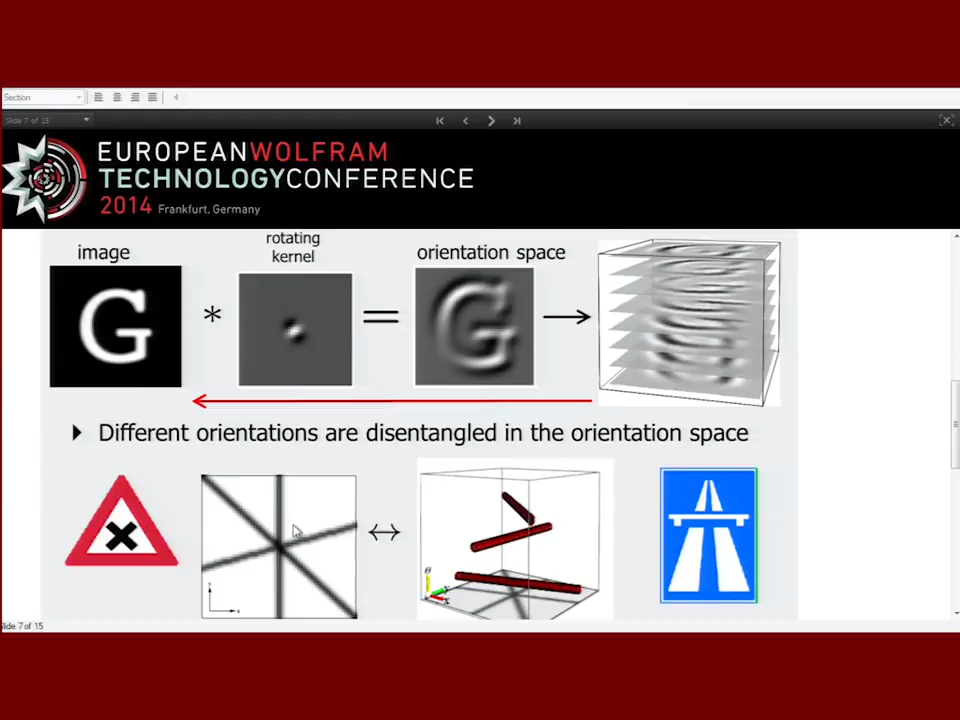 Section
Slide 7 of 15
EUROPEANWOLFRAM
TECHNOLOGYCONFERENCE
2014 Frankfurt, Germany
image
rotating
kernel
orientation space
G
*
=
G
Different orientations are disentangled in the orientation space
θ
y
x
Slide 7 of 15